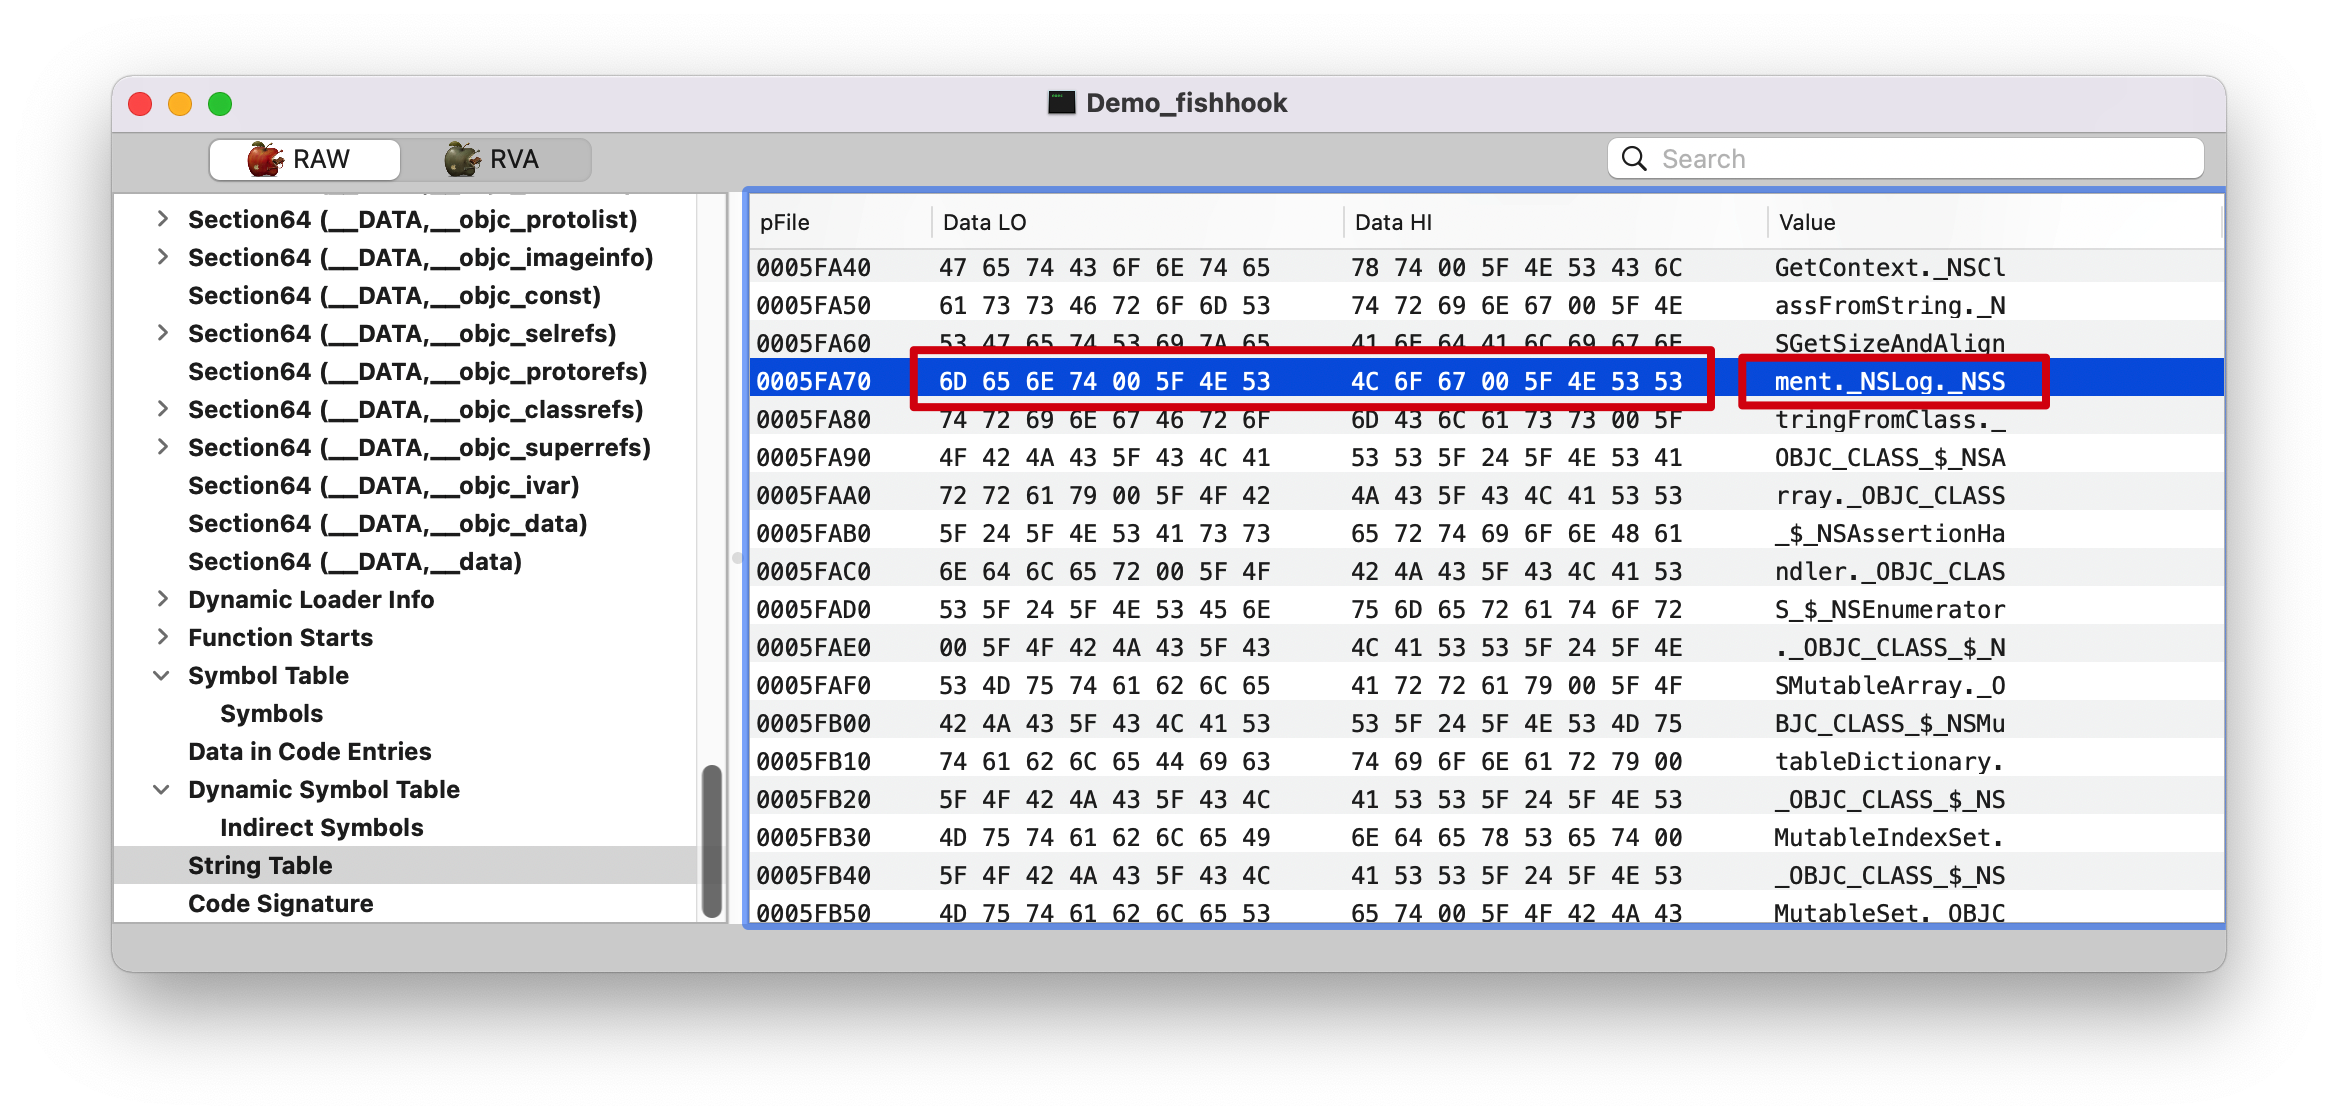 Demo_fishhook
RAW
RVA
Search
Section64 (__DATA,__objc_protolist)
Section64 (__DATA,__objc_imageinfo)
Section64 (__DATA,__objc_const)
Section64 (__DATA,__objc_selrefs)
Section64 (__DATA,__objc_protorefs)
Section64 (__DATA,__objc_classrefs)
Section64 (__DATA,__objc_superrefs)
Section64 (__DATA,__objc_ivar)
Section64 (__DATA,__objc_data)
Section64 (__DATA,__data)
Dynamic Loader Info
Function Starts
Symbol Table
Symbols
Data in Code Entries
Dynamic Symbol Table
Indirect Symbols
String Table
Code Signature
pFile Data LO Data HI Value
0005FA40 47 65 74 43 6F 6E 74 65 78 74 00 5F 4E 53 43 6C GetContext._NSCl
0005FA50 61 73 73 46 72 6F 6D 53 74 72 69 6E 67 00 5F 4E assFromString._N
0005FA60 53 47 65 74 53 69 7A 65 41 6E 64 41 6C 69 67 6E SGetSizeAndAlign
0005FA70 6D 65 6E 74 00 5F 4E 53 4C 6F 67 00 5F 4E 53 53 ment._NSLog._NSS
0005FA80 74 72 69 6E 67 46 72 6F 6D 43 6C 61 73 73 00 5F tringFromClass._
0005FA90 4F 42 4A 43 5F 43 4C 41 53 53 5F 24 5F 4E 53 41 OBJC_CLASS_$_NSA
0005FAA0 72 72 61 79 00 5F 4F 42 4A 43 5F 43 4C 41 53 53 rray._OBJC_CLASS
0005FAB0 5F 24 5F 4E 53 41 73 73 65 72 74 69 6F 6E 48 61 _$_NSAssertionHa
0005FAC0 6E 64 6C 65 72 00 5F 4F 42 4A 43 5F 43 4C 41 53 ndler._OBJC_CLAS
0005FAD0 53 5F 24 5F 4E 53 45 6E 75 6D 65 72 61 74 6F 72 S_$_NSEnumerator
0005FAE0 00 5F 4F 42 4A 43 5F 43 4C 41 53 53 5F 24 5F 4E ._OBJC_CLASS_$_N
0005FAF0 53 4D 75 74 61 62 6C 65 41 72 72 61 79 00 5F 4F SMutableArray._O
0005FB00 42 4A 43 5F 43 4C 41 53 53 5F 24 5F 4E 53 4D 75 BJC_CLASS_$_NSMu
0005FB10 74 61 62 6C 65 44 69 63 74 69 6F 6E 61 72 79 00 tableDictionary.
0005FB20 5F 4F 42 4A 43 5F 43 4C 41 53 53 5F 24 5F 4E 53 _OBJC_CLASS_$_NS
0005FB30 4D 75 74 61 62 6C 65 49 6E 64 65 78 53 65 74 00 MutableIndexSet.
0005FB40 5F 4F 42 4A 43 5F 43 4C 41 53 53 5F 24 5F 4E 53 _OBJC_CLASS_$_NS
0005FB50 4D 75 74 61 62 6C 65 53 65 74 00 5F 4F 42 4A 43 MutableSet._OBJC